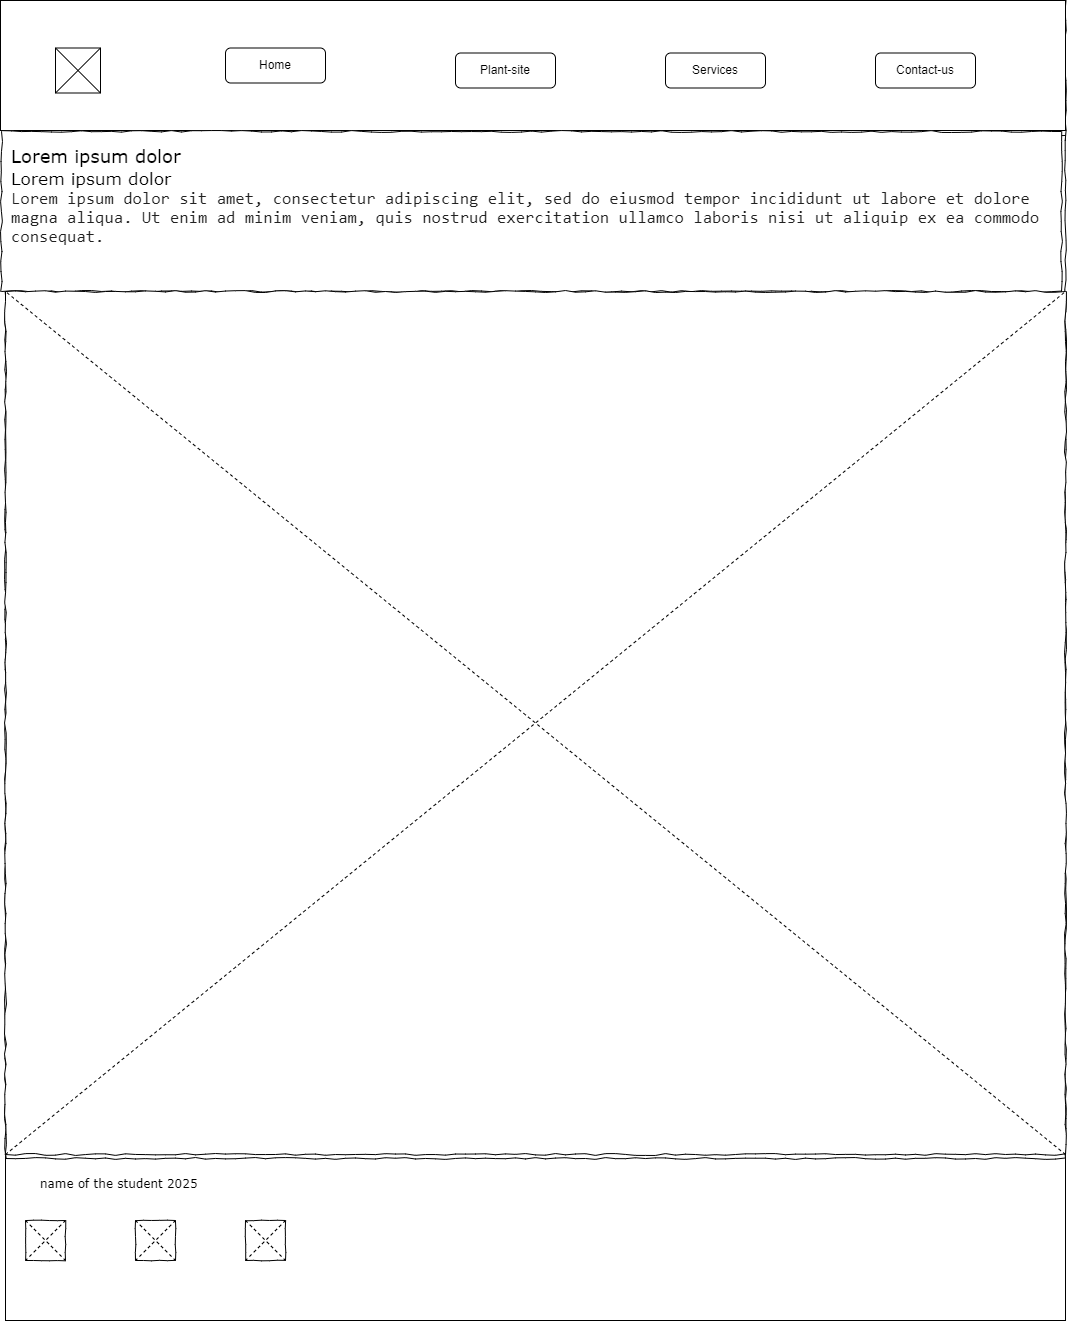 Home
Plant-site
Services
Contact-us
Lorem ipsum dolor
Lorem ipsum dolor
Lorem ipsum dolor sit amet, consectetur adipiscing elit, sed do eiusmod tempor incididunt ut labore et dolore
magna aliqua. Ut enim ad minim veniam, quis nostrud exercitation ullamco laboris nisi ut aliquip ex ea commodo
consequat.
name of the student 2025